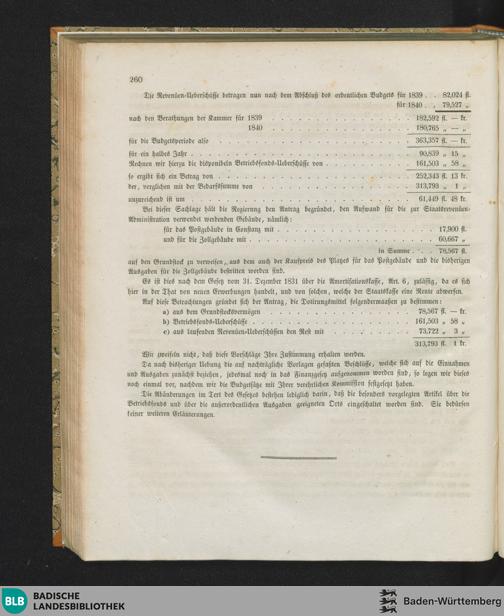 260
Die Revenüen-Ueberschüsse betragen nun nach dem Abschluß des ordentlichen Budgets für 1839 . . 82,024 fl.
für 1840 . . 79,527 „
nach den Berathungen der Kammer für 1839 . . . 182,592 fl. — kr.
1840 . . . 180,765 „ — „
für die Budgetsperiode also . . . 363,357 fl. — kr.
für ein halbes Jahr . . . 90,839 „ 15 „
Rechnen wir hierzu die disponibeln Betriebsfonds-Ueberschüsse von . . . 161,503 „ 58 „
so ergibt sich ein Betrag von . . . 252,343 fl. 13 kr.
der, verglichen mit der Bedarfssumme von . . . 313,793 „ 1 „
unzureichend ist um . . . 61,449 fl. 48 kr.
Bei dieser Sachlage hält die Regierung den Antrag begründet, den Aufwand für die zur Staatsrevenüen-
Administration verwendet werdenden Gebäude, nämlich:
für das Postgebäude in Constanz mit . . . 17,900 fl.
und für die Zollgebäude mit . . . 60,667 „
in Summe . . . 78,567 fl.
auf den Grundstock zu verweisen, aus dem auch der Kaufpreis des Platzes für das Postgebäude und die bisherigen
Ausgaben für die Zollgebäude bestritten worden sind.
Es ist dies nach dem Gesetz vom 31. Dezember 1831 über die Amortisationskasse, Art. 6, zulässig, da es sich
hier in der That von neuen Erwerbungen handelt, und von solchen, welche der Staatskasse eine Rente abwerfen.
Auf diese Betrachtungen gründet sich der Antrag, die Dotirungsmittel folgendermaaßen zu bestimmen:
a) aus dem Grundstocksvermögen . . . 78,567 fl. — kr.
b) Betriebsfonds-Ueberschüsse . . . 161,503 „ 58 „
c) aus laufenden Revenüen-Ueberschüssen den Rest mit . . . 73,722 „ 3 „
313,793 fl. 1 kr.
Wir zweifeln nicht, daß diese Vorschläge Ihre Zustimmung erhalten werden.
Da nach bisheriger Uebung die auf nachträgliche Vorlagen gefaßten Beschlüsse, welche sich auf die Einnahmen
und Ausgaben zunächst beziehen, jedesmal noch in das Finanzgesetz aufgenommen worden sind, so legen wir dieses
noch einmal vor, nachdem wir die Budgetsätze mit Ihrer verehrlichen Kommission festgesetzt haben.
Die Abänderungen im Text des Gesetzes bestehen lediglich darin, daß die besonders vorgelegten Artikel über die
Betriebsfonds und über die außerordentlichen Ausgaben geeigneten Orts eingeschaltet worden sind. Sie bedürfen
keiner weiteren Erläuterungen.
BLB
BADISCHE
LANDESBIBLIOTHEK
Baden-Württemberg